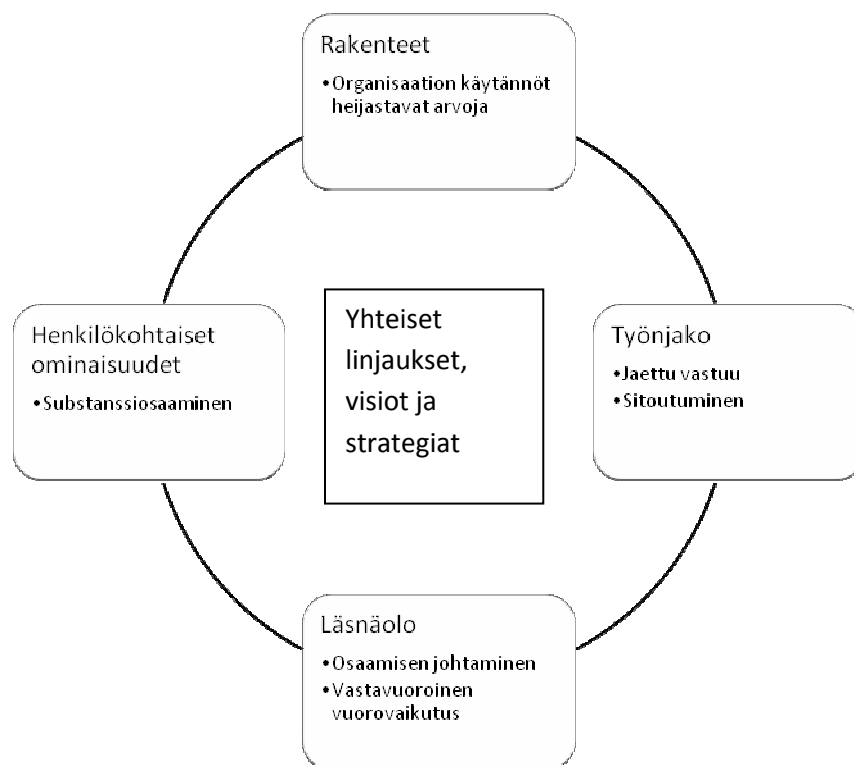 Rakenteet
•Organisaation käytännöt
heijastavat arvoja
Henkilökohtaiset
ominaisuudet
•Substanssiosaaminen
Yhteiset
linjaukset,
visiot ja
strategiat
Työnjako
•Jaettu vastuu
•Sitoutuminen
Läsnäolo
•Osaamisen johtaminen
•Vastavuoroinen
vuorovaikutus